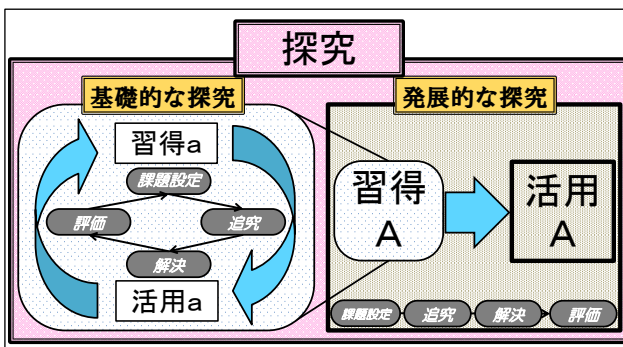 探究
基礎的な探究
習得a
課題設定
評価
追究
解決
活用a
発展的な探究
習得
A
活用
A
課題設定
追究
解決
評価